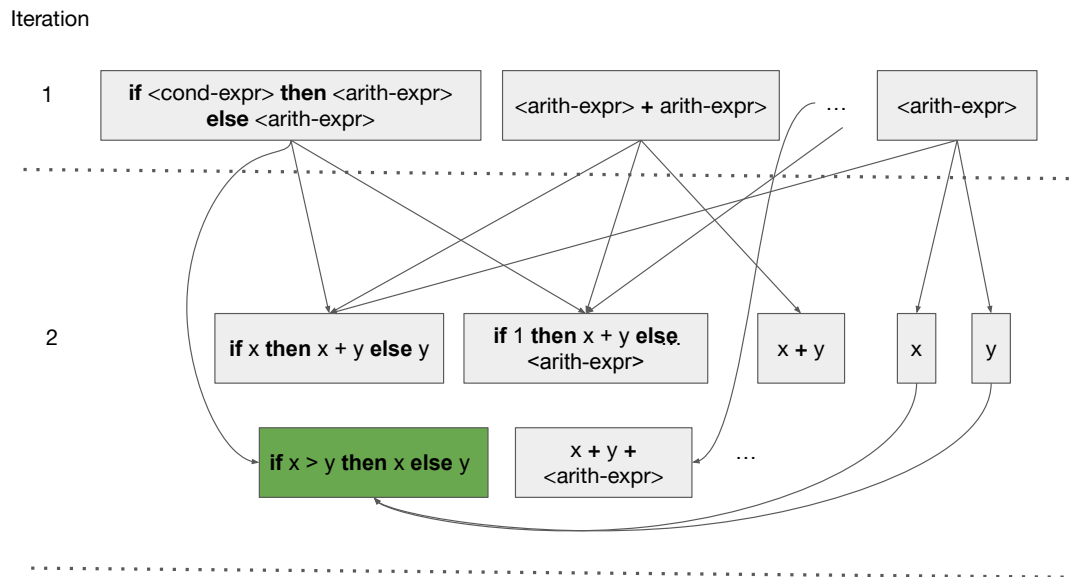 Iteration
1
if <cond-expr> then <arith-expr>
else <arith-expr>
<arith-expr> + arith-expr>
...
<arith-expr>
2
if x then x + y else y
if 1 then x + y else
...
<arith-expr>
x + y
x
y
if x > y then x else y
x + y +
<arith-expr>
...